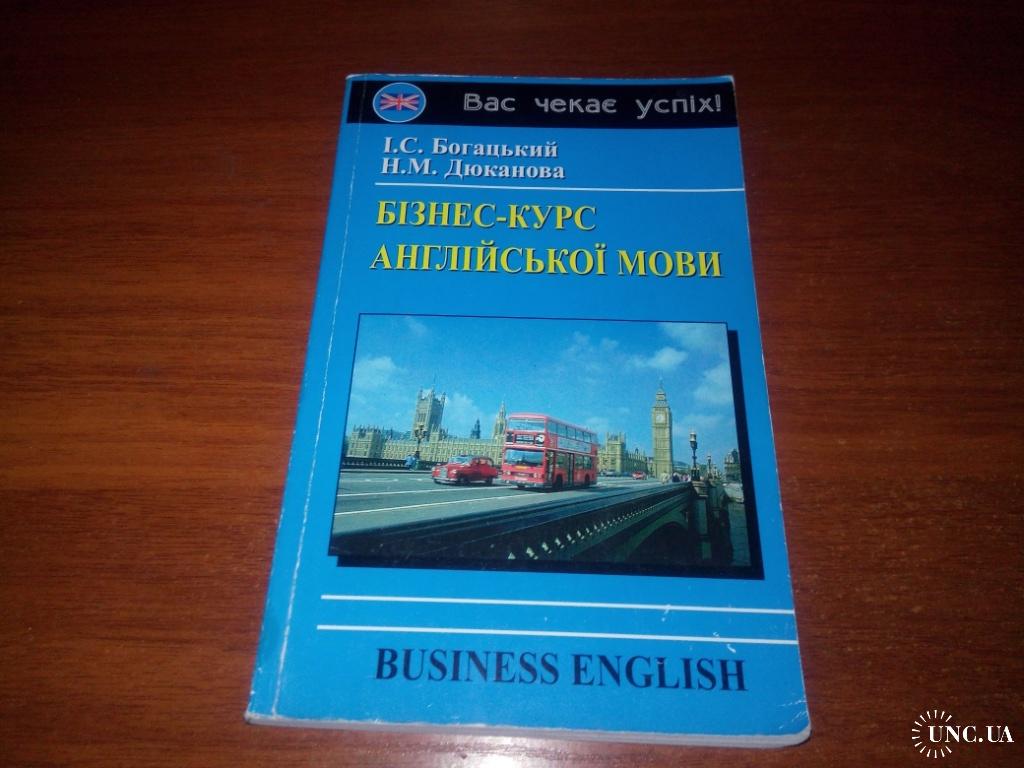 Вас чекає успіх!
І.С. Богацький
Н.М. Дюканова
БІЗНЕС-КУРС
АНГЛІЙСЬКОЇ МОВИ
BUSINESS ENGLISH
UNC.UA